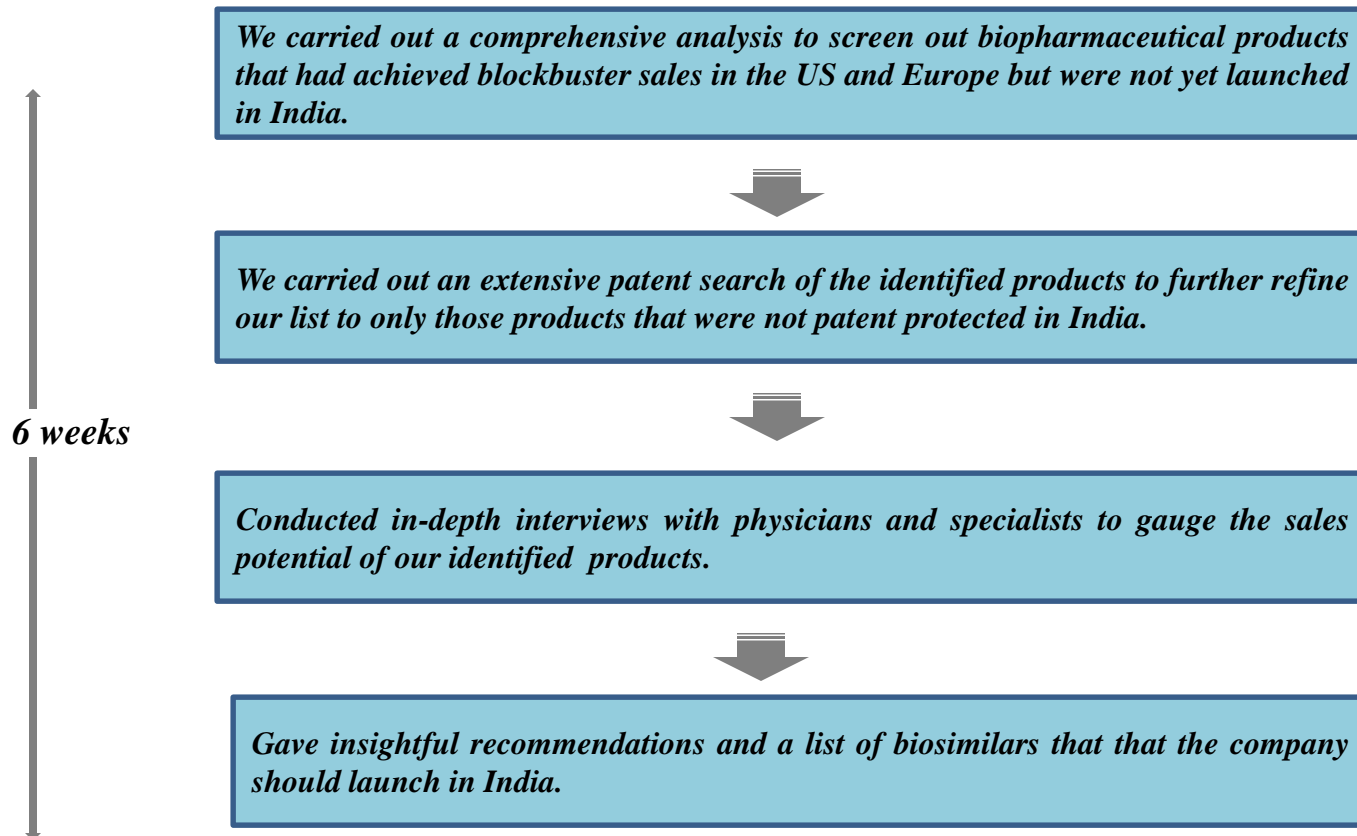 We carried out a comprehensive analysis to screen out biopharmaceutical products
that had achieved blockbuster sales in the US and Europe but were not yet launched
in India.
We carried out an extensive patent search of the identified products to further refine
our list to only those products that were not patent protected in India.
6 weeks
Conducted in-depth interviews with physicians and specialists to gauge the sales
potential of our identified products.
Gave insightful recommendations and a list of biosimilars that that the company
should launch in India.